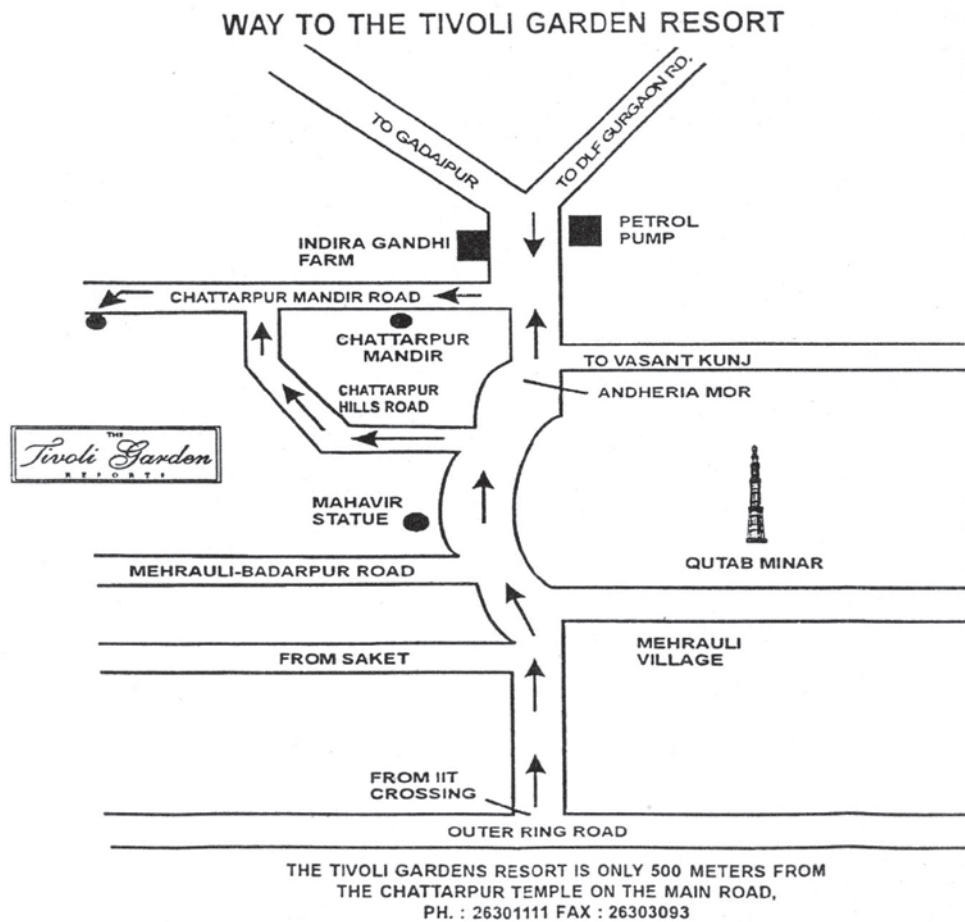 WAY TO THE TIVOLI GARDEN RESORT
TO GADAIPUR
TO DLF GURGAON RD.
INDIRA GANDHI
FARM
PETROL
PUMP
CHATTARPUR MANDIR ROAD
CHATTARPUR
MANDIR
TO VASANT KUNJ
CHATTARPUR
HILLS ROAD
ANDHERIA MOR
THE
Tivoli Garden
RESORTS
MAHAVIR
STATUE
QUTAB MINAR
MEHRAULI-BADARPUR ROAD
FROM SAKET
MEHRAULI
VILLAGE
FROM IIT
CROSSING
OUTER RING ROAD
THE TIVOLI GARDENS RESORT IS ONLY 500 METERS FROM
THE CHATTARPUR TEMPLE ON THE MAIN ROAD,
PH. : 26301111 FAX : 26303093